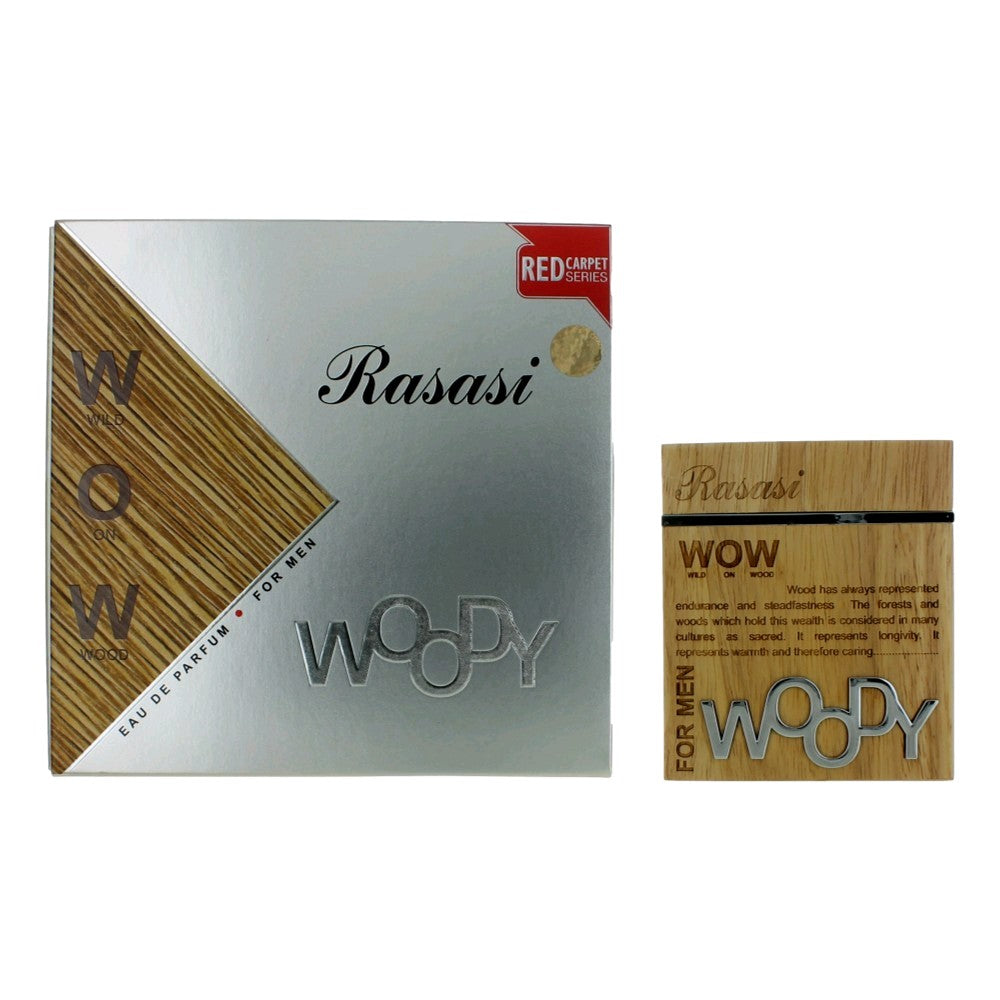 RED CARPET
SERIES
Rasasi
W
WILD
O
ON
W
WOOD
EAU DE PARFUM • FOR MEN
WOODY
Rasasi
WOW
WILD ON WOOD
Wood has always represented
endurance and steadfastness The forests and
woods which hold this wealth is considered in many
cultures as sacred. It represents longivity. It
represents warmth and therefore caring..................
FOR MEN
WOODY